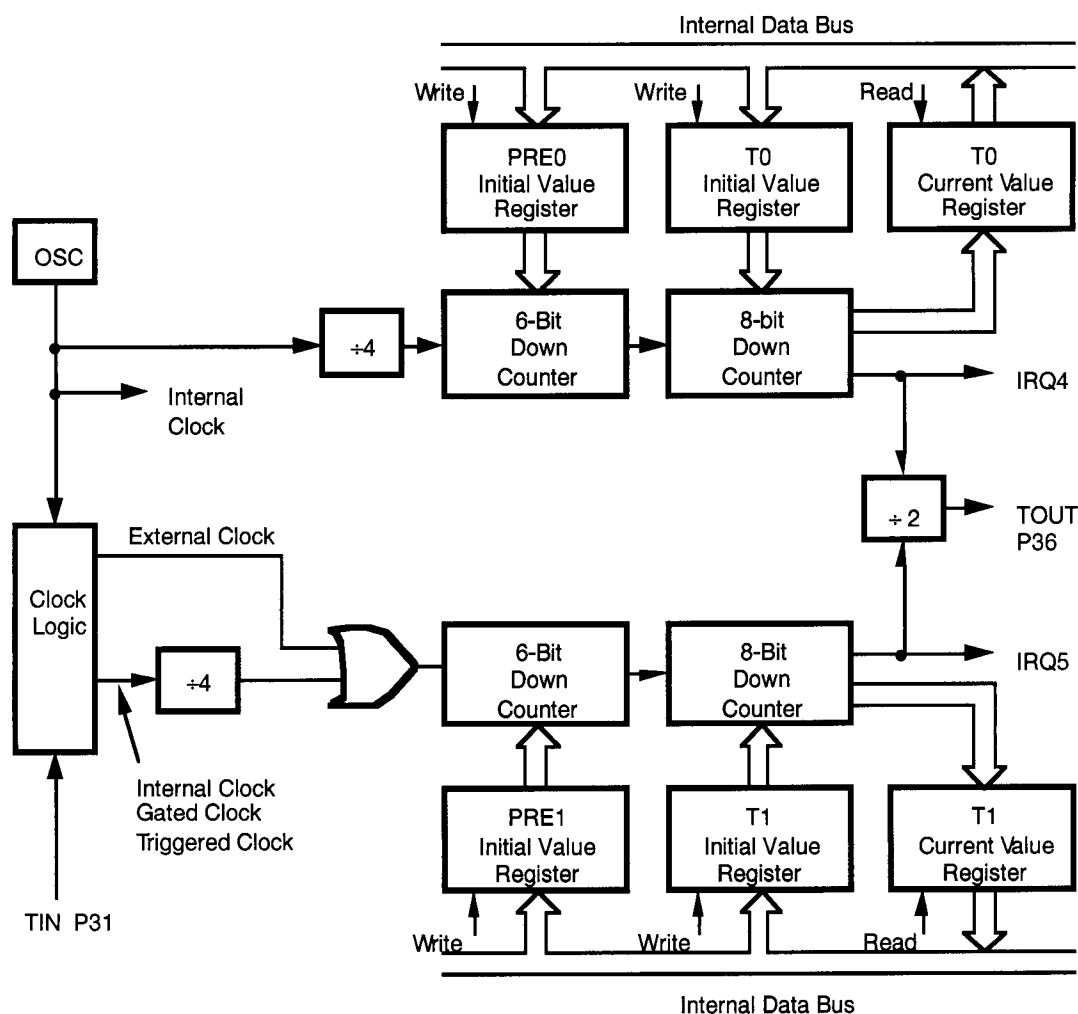 Internal Data Bus
Write
Write
Read
PRE0
Initial Value
Register
T0
Initial Value
Register
T0
Current Value
Register
OSC
÷4
6-Bit
Down
Counter
8-bit
Down
Counter
IRQ4
Internal
Clock
÷ 2
TOUT
P36
External Clock
Clock
Logic
÷4
6-Bit
Down
Counter
8-Bit
Down
Counter
IRQ5
Internal Clock
Gated Clock
Triggered Clock
PRE1
Initial Value
Register
T1
Initial Value
Register
T1
Current Value
Register
TIN P31
Write
Write
Read
Internal Data Bus